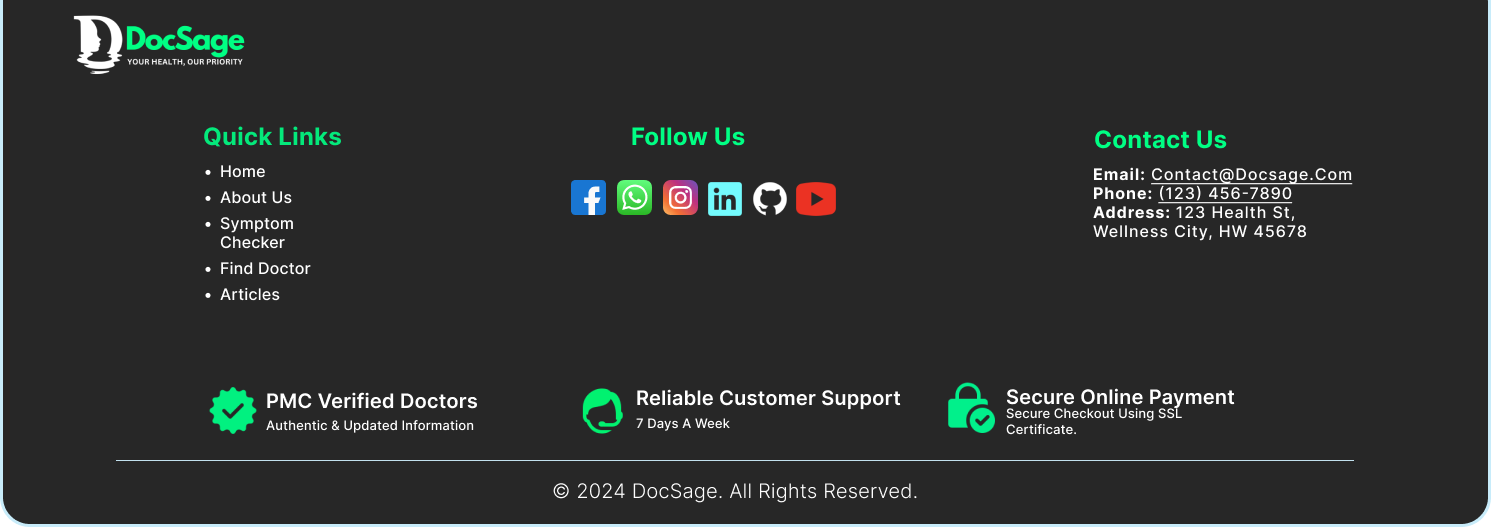 DocSage
YOUR HEALTH, OUR PRIORITY
Quick Links
• Home
• About Us
• Symptom
Checker
• Find Doctor
• Articles
Follow Us
in
Contact Us
Email: Contact@Docsage.Com
Phone: (123) 456-7890
Address: 123 Health St,
Wellness City, HW 45678
PMC Verified Doctors
Authentic & Updated Information
Reliable Customer Support
7 Days A Week
Secure Online Payment
Secure Checkout Using SSL
Certificate.
© 2024 DocSage. All Rights Reserved.